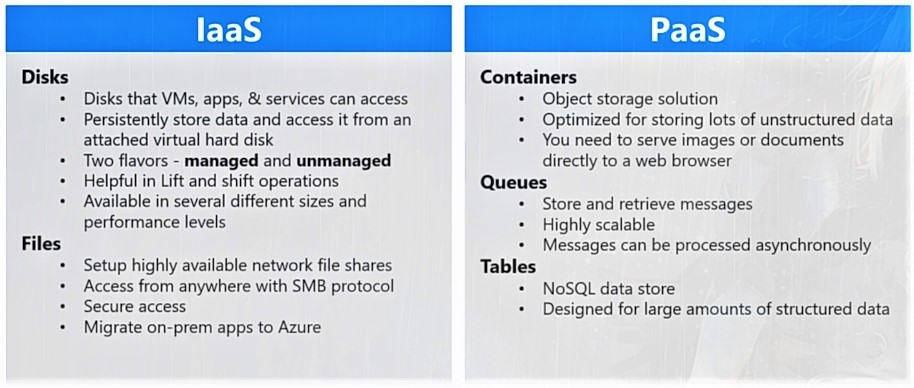 IaaS
Disks
• Disks that VMs, apps, & services can access
• Persistently store data and access it from an
attached virtual hard disk
• Two flavors - managed and unmanaged
• Helpful in Lift and shift operations
• Available in several different sizes and
performance levels
Files
• Setup highly available network file shares
• Access from anywhere with SMB protocol
• Secure access
• Migrate on-prem apps to Azure
PaaS
Containers
• Object storage solution
• Optimized for storing lots of unstructured data
• You need to serve images or documents
directly to a web browser
Queues
• Store and retrieve messages
• Highly scalable
• Messages can be processed asynchronously
Tables
• NoSQL data store
• Designed for large amounts of structured data